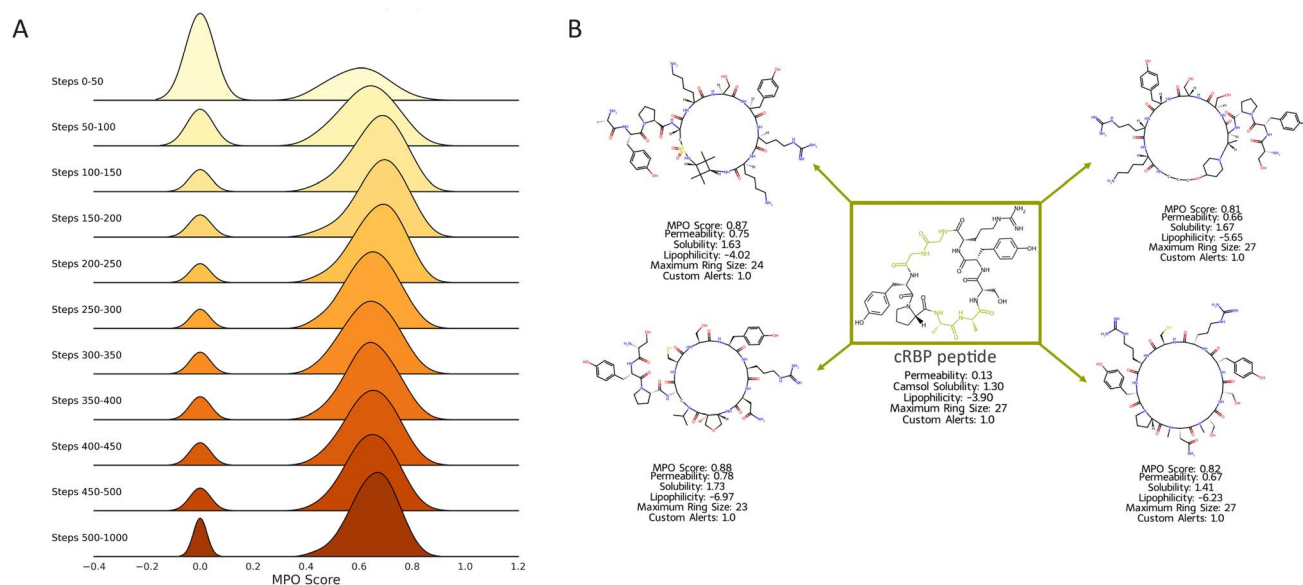 A
Steps 0-50
Steps 50-100
Steps 100-150
Steps 150-200
Steps 200-250
Steps 250-300
Steps 300-350
Steps 350-400
Steps 400-450
Steps 450-500
Steps 500-1000
−0.4 −0.2 0.0 0.2 0.4 0.6 0.8 1.0 1.2
MPO Score
B
MPO Score: 0.87
Permeability: 0.75
Solubility: 1.63
Lipophilicity: −4.02
Maximum Ring Size: 24
Custom Alerts: 1.0
MPO Score: 0.81
Permeability: 0.66
Solubility: 1.67
Lipophilicity: −5.65
Maximum Ring Size: 27
Custom Alerts: 1.0
cRBP peptide
Permeability: 0.13
Camsol Solubility: 1.30
Lipophilicity: −3.90
Maximum Ring Size: 27
Custom Alerts: 1.0
MPO Score: 0.88
Permeability: 0.78
Solubility: 1.73
Lipophilicity: −6.97
Maximum Ring Size: 23
Custom Alerts: 1.0
MPO Score: 0.82
Permeability: 0.67
Solubility: 1.41
Lipophilicity: −6.23
Maximum Ring Size: 27
Custom Alerts: 1.0